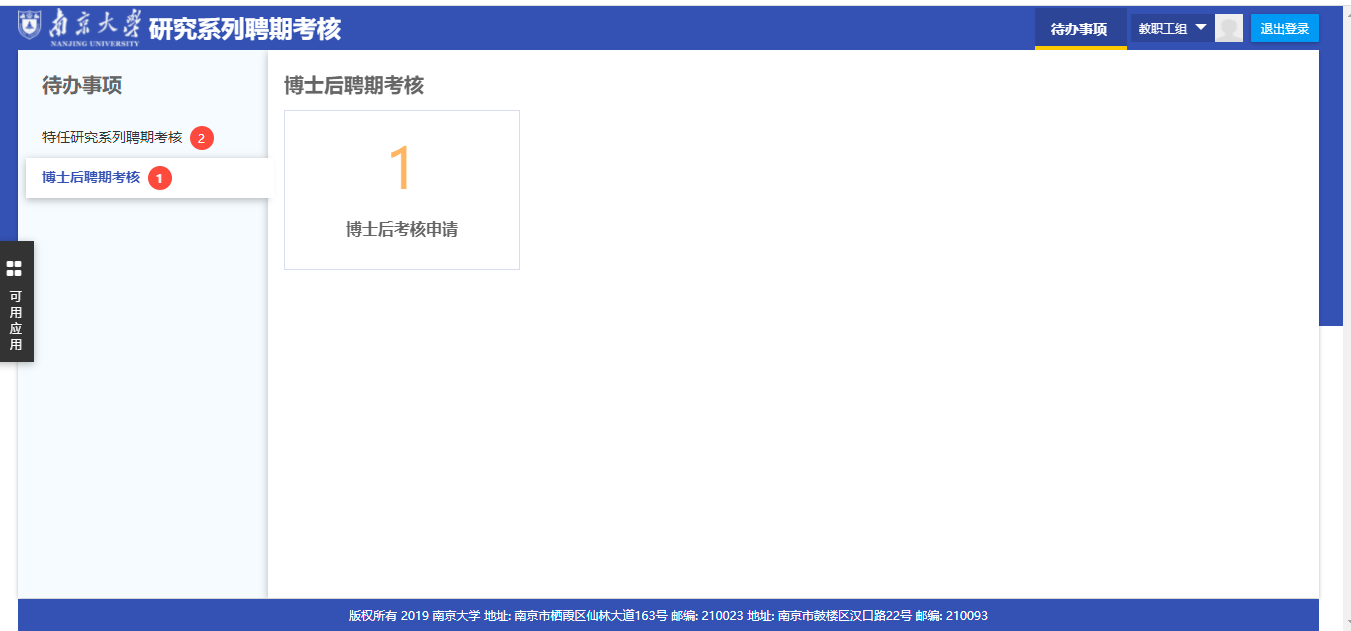 南京大学
NANJING UNIVERSITY
研究系列聘期考核
待办事项
教职工组
退出登录
待办事项
特任研究系列聘期考核 2
博士后聘期考核 1
博士后聘期考核
1
博士后考核申请
可用应用
版权所有 2019 南京大学 地址: 南京市栖霞区仙林大道163号 邮编: 210023 地址: 南京市鼓楼区汉口路22号 邮编: 210093